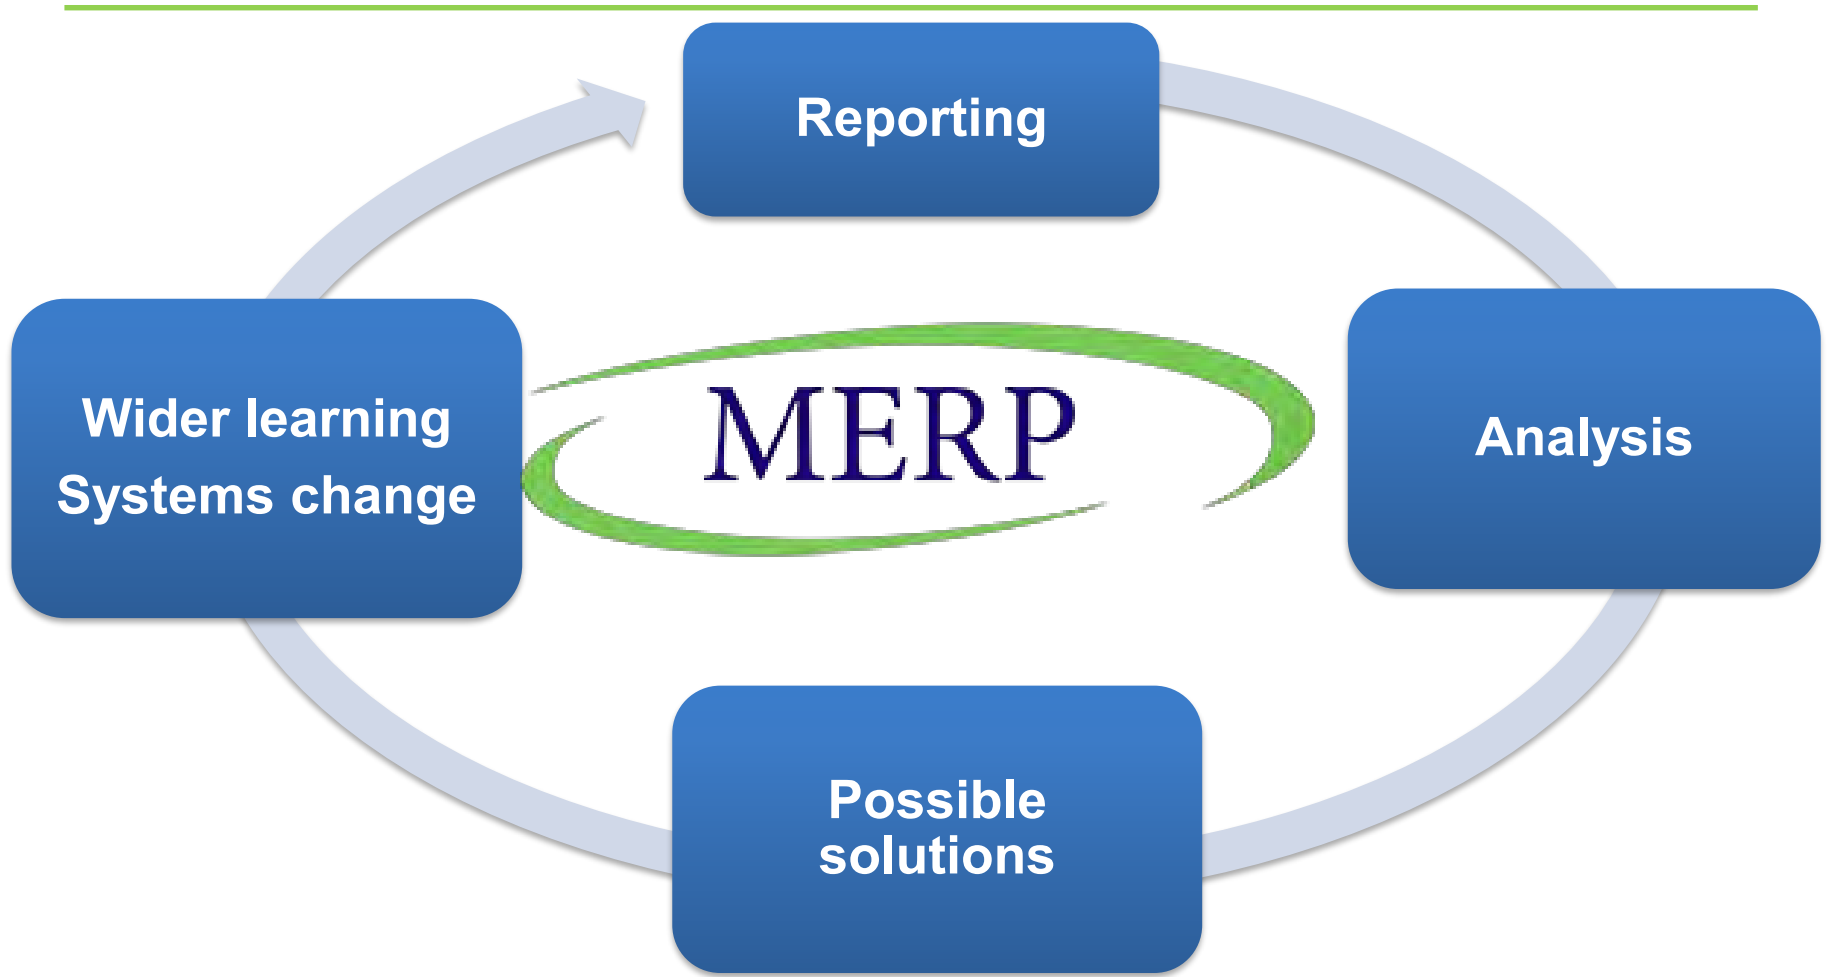 Reporting
Analysis
Possible
solutions
Wider learning
Systems change
MERP